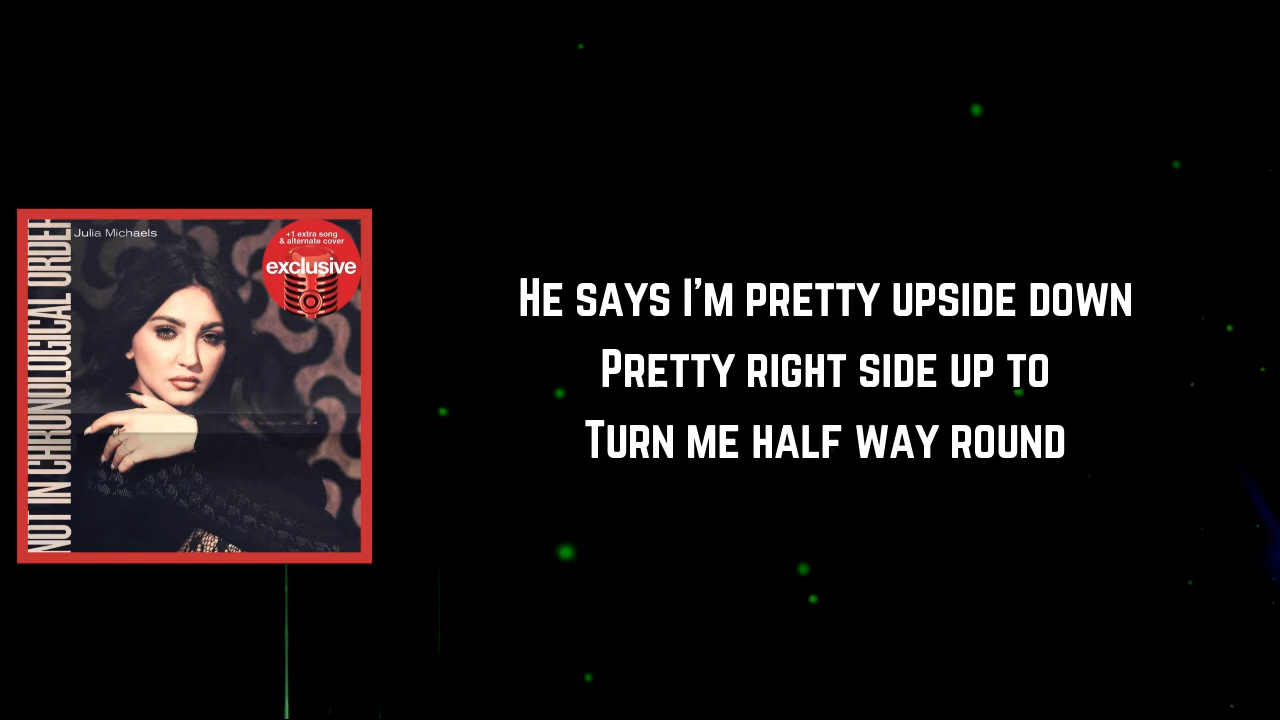 NOT IN CHRONOLOGICAL ORDER
Julia Michaels
+1 extra song
& alternate cover
exclusive
HE SAYS I'M PRETTY UPSIDE DOWN
PRETTY RIGHT SIDE UP TO
TURN ME HALF WAY ROUND